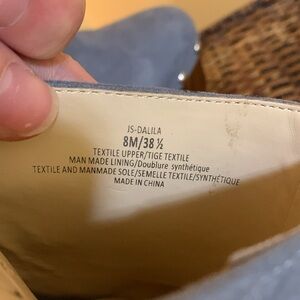 JS-DALILA
8M/38 ½
TEXTILE UPPER/TIGE TEXTILE
MAN MADE LINING/Doublure synthétique
TEXTILE AND MANMADE SOLE/SEMELLE TEXTILE/SYNTHÉTIQUE
MADE IN CHINA